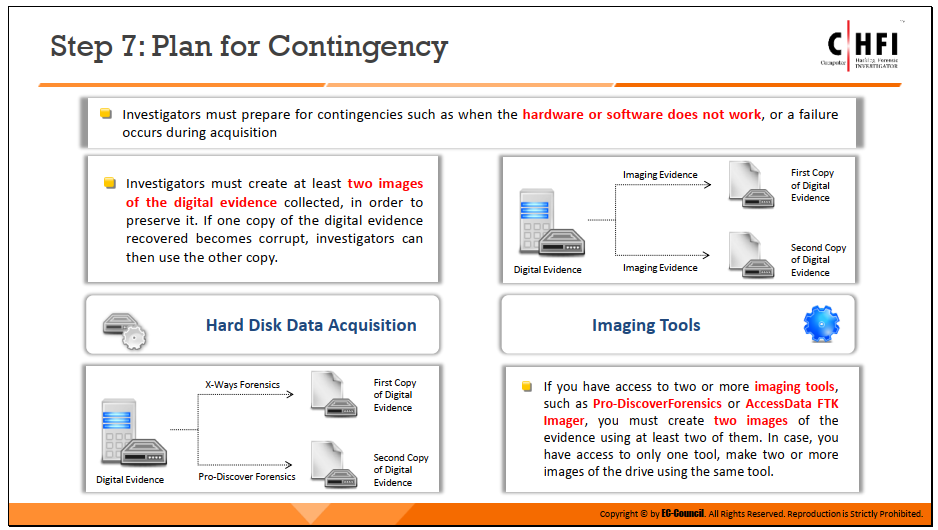 Step 7: Plan for Contingency
CHFI
Computer Hacking Forensic
INVESTIGATOR
Investigators must prepare for contingencies such as when the hardware or software does not work, or a failure
occurs during acquisition
Investigators must create at least two images
of the digital evidence collected, in order to
preserve it. If one copy of the digital evidence
recovered becomes corrupt, investigators can
then use the other copy.
Digital Evidence
Imaging Evidence
Imaging Evidence
First Copy
of Digital
Evidence
Second Copy
of Digital
Evidence
Hard Disk Data Acquisition
Imaging Tools
Digital Evidence
X-Ways Forensics
Pro-Discover Forensics
First Copy
of Digital
Evidence
Second Copy
of Digital
Evidence
If you have access to two or more imaging tools,
such as Pro-DiscoverForensics or AccessData FTK
Imager, you must create two images of the
evidence using at least two of them. In case, you
have access to only one tool, make two or more
images of the drive using the same tool.
Copyright © by EC-Council. All Rights Reserved. Reproduction is Strictly Prohibited.